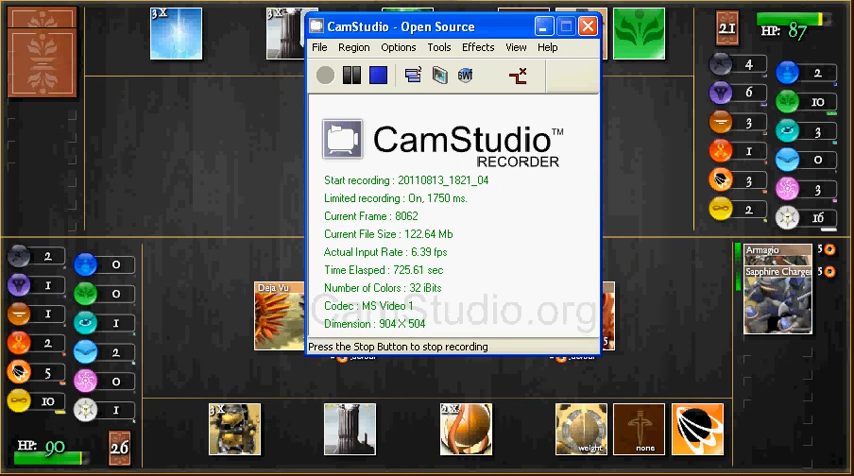 3X
3X
21
HP: 87
CamStudio - Open Source
File Region Options Tools Effects View Help
SWF
CamStudio™
RECORDER
Start recording : 20110813_1821_04
Limited recording : On, 1750 ms.
Current Frame : 8062
Current File Size : 122.64 Mb
Actual Input Rate : 6.39 fps
Time Elasped : 725.61 sec
Number of Colors : 32 iBits
Codec : MS Video 1
Dimension : 904 X 504
Press the Stop Button to stop recording
CamStudio.org
4 2
6 10
3 3
1 0
3 3
2 16
Armagio 5
Sapphire Charger 5
Deja Vu
2 0
1 0
1 1
2 2
5 0
10 1
HP: 90
26
3X
2X
weight
none